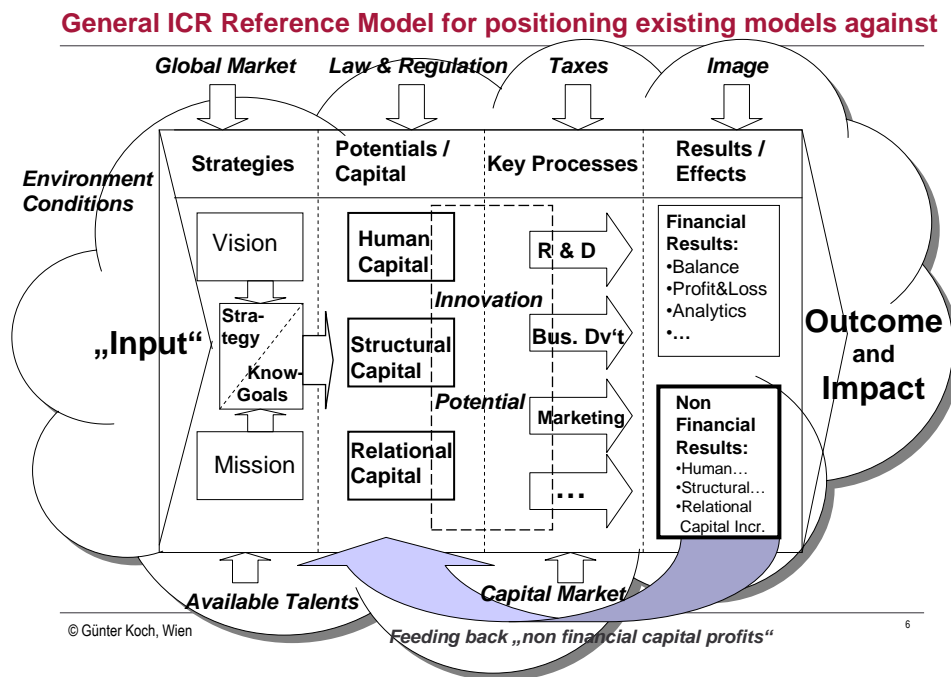 General ICR Reference Model for positioning existing models against
Global Market
Law & Regulation
Taxes
Image
Environment
Conditions
Strategies
Potentials /
Capital
Key Processes
Results /
Effects
„Input“
Vision
Stra-
tegy
Know-
Goals
Mission
Human
Capital
Structural
Capital
Relational
Capital
Innovation
Potential
R & D
Bus. Dv‘t
Marketing
...
Financial
Results:
•Balance
•Profit&Loss
•Analytics
•...
Non
Financial
Results:
•Human...
•Structural...
•Relational
Capital Incr.
Outcome
and
Impact
Available Talents
Capital Market
© Günter Koch, Wien
Feeding back „non financial capital profits“
6